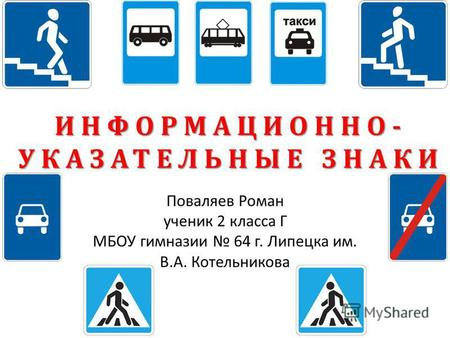 такси
ИНФОРМАЦИОННО-
УКАЗАТЕЛЬНЫЕ ЗНАКИ
Поваляев Роман
ученик 2 класса Г
МБОУ гимназии № 64 г. Липецка им.
В.А. Котельникова
MyShared